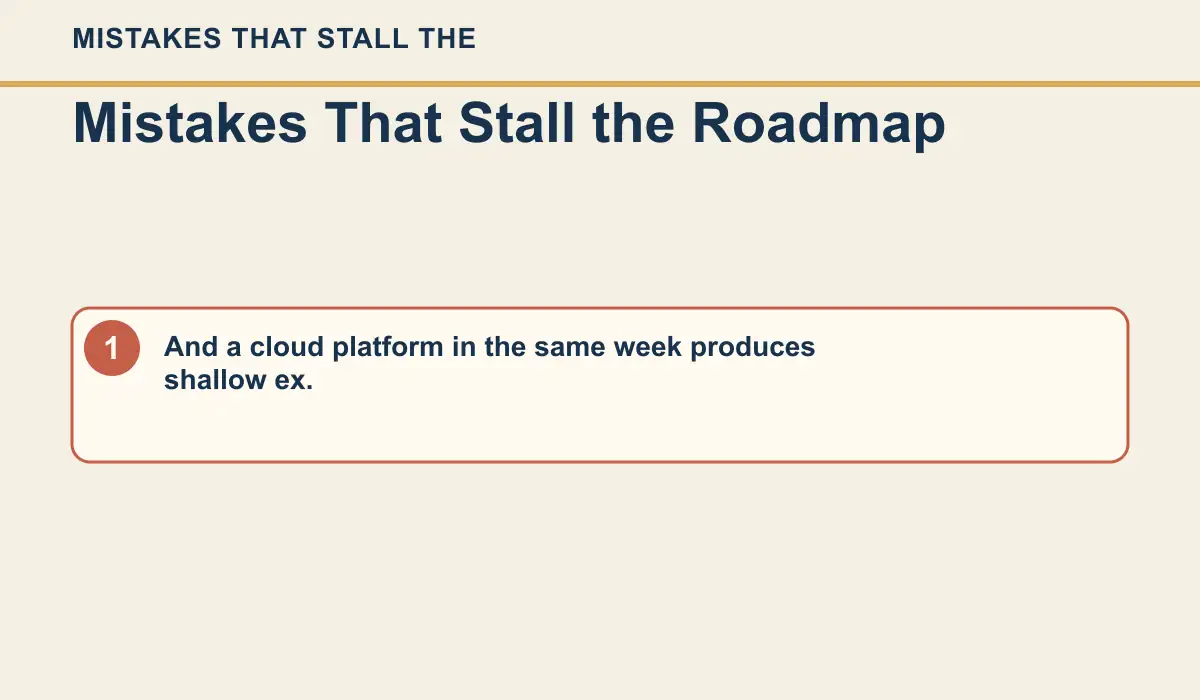 MISTAKES THAT STALL THE
Mistakes That Stall the Roadmap
1
And a cloud platform in the same week produces
shallow ex.